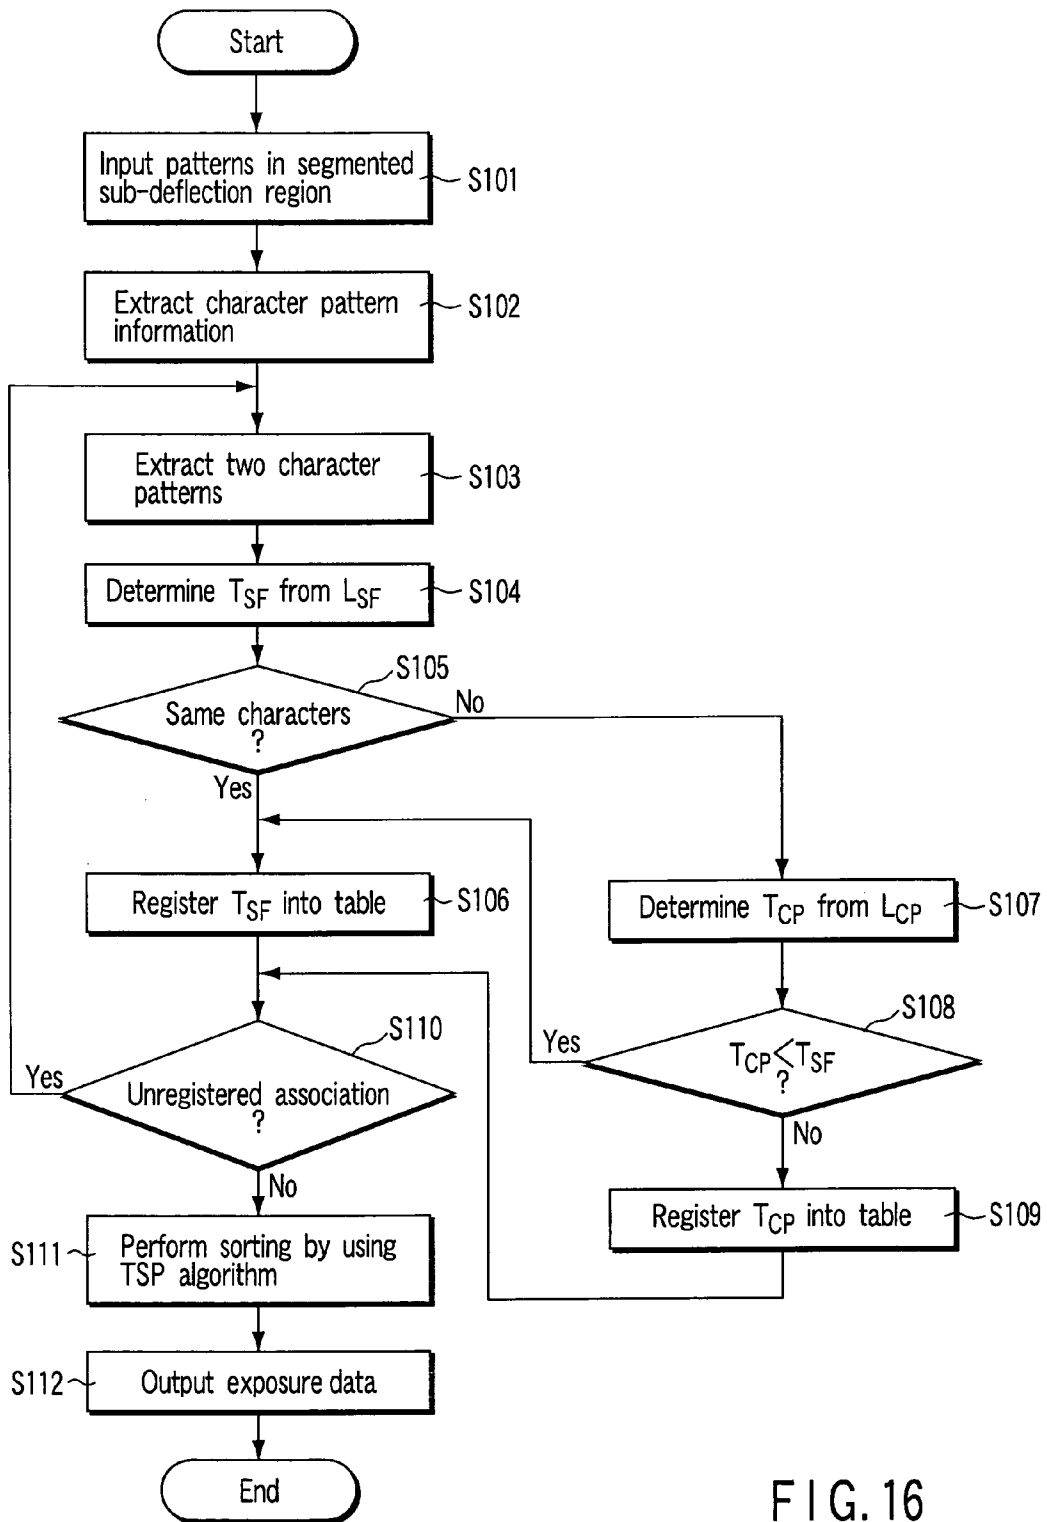 Start
Input patterns in segmented
sub-deflection region
S101
Extract character pattern
information
S102
Extract two character
patterns
S103
Determine TSF from LSF
S104
S105
Same characters
?
No
Yes
Register TSF into table
S106
Determine TCP from LCP
S107
S108
TCP<TSF
?
Yes
No
Register TCP into table
S109
S110
Unregistered association
?
Yes
No
S111
Perform sorting by using
TSP algorithm
S112
Output exposure data
End
FIG. 16